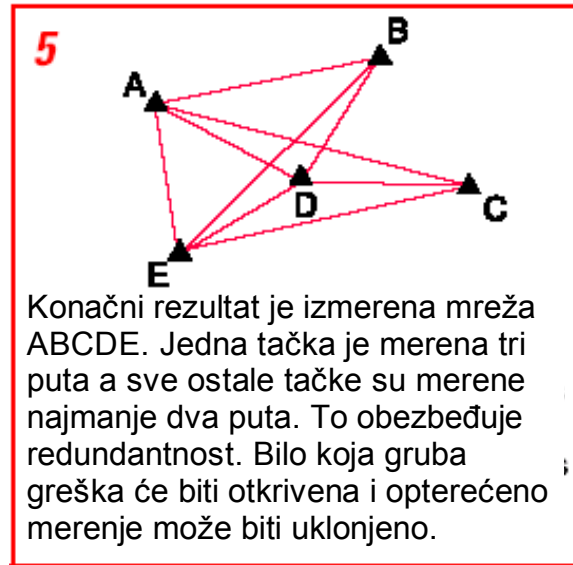 5
B
A
D
C
E
Konačni rezultat je izmerena mreža
ABCDE. Jedna tačka je merena tri
puta a sve ostale tačke su merene
najmanje dva puta. To obezbeđuje
redundantnost. Bilo koja gruba
greška će biti otkrivena i opterećeno
merenje može biti uklonjeno.